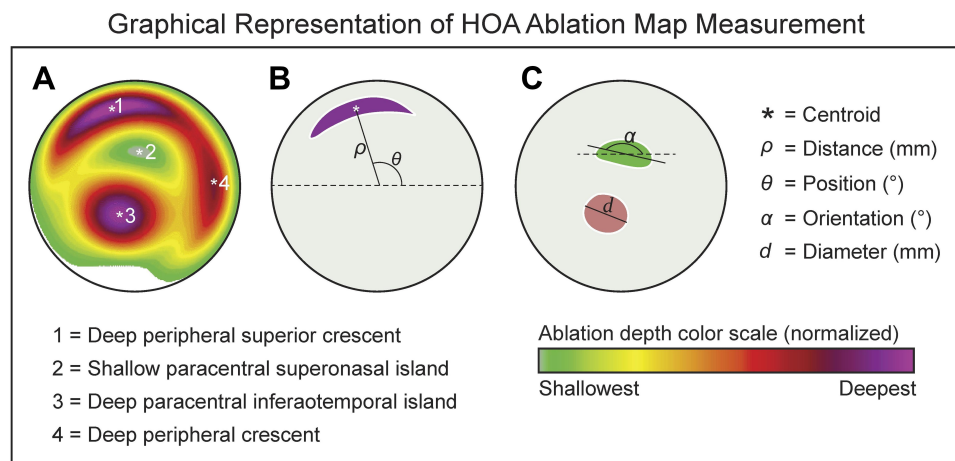 Graphical Representation of HOA Ablation Map Measurement
A
B
C
*1
*2
*3
*4
*
ρ
θ
α
d
* = Centroid
ρ = Distance (mm)
θ = Position (°)
α = Orientation (°)
d = Diameter (mm)
1 = Deep peripheral superior crescent
2 = Shallow paracentral superonasal island
3 = Deep paracentral inferaotemporal island
4 = Deep peripheral crescent
Ablation depth color scale (normalized)
Shallowest Deepest